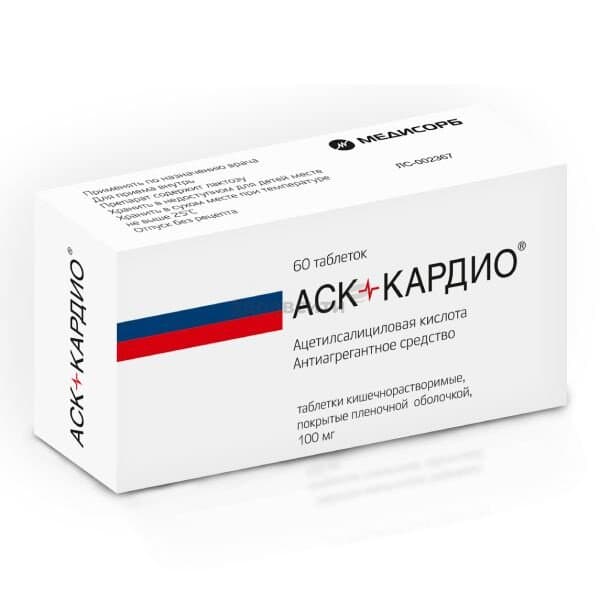 МЕДИСОРБ
ЛС-002367
Применять по назначению врача
Для приема внутрь
Препарат содержит лактозу
Хранить в недоступном для детей месте
Хранить в сухом месте при температуре
не выше 25°С
Отпуск без рецепта
60 таблеток
АСК КАРДИО®
Ацетилсалициловая кислота
Антиагрегантное средство
таблетки кишечнорастворимые,
покрытые пленочной оболочкой,
100 мг
АСК КАРДИО®